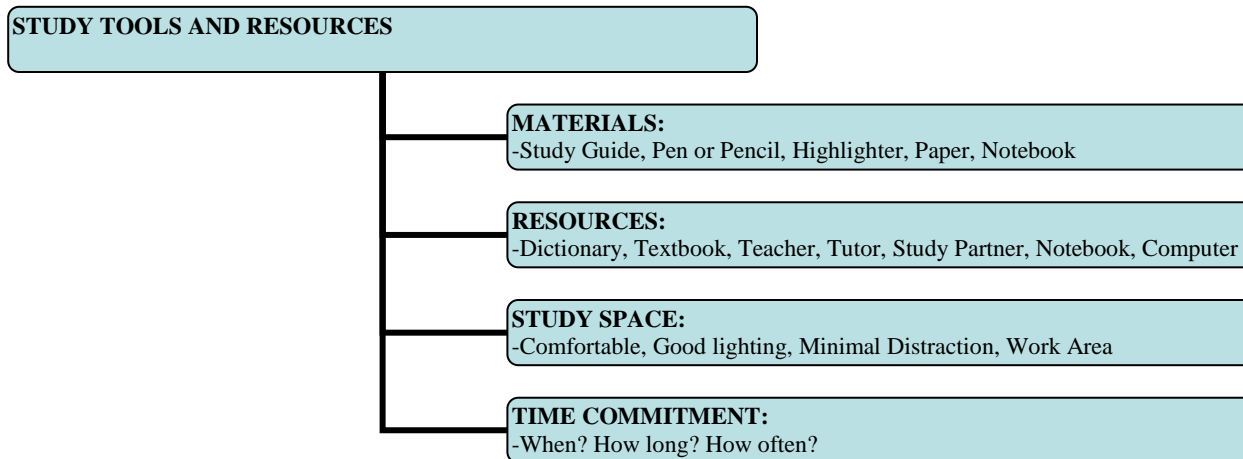 STUDY TOOLS AND RESOURCES
MATERIALS:
-Study Guide, Pen or Pencil, Highlighter, Paper, Notebook
RESOURCES:
-Dictionary, Textbook, Teacher, Tutor, Study Partner, Notebook, Computer
STUDY SPACE:
-Comfortable, Good lighting, Minimal Distraction, Work Area
TIME COMMITMENT:
-When? How long? How often?